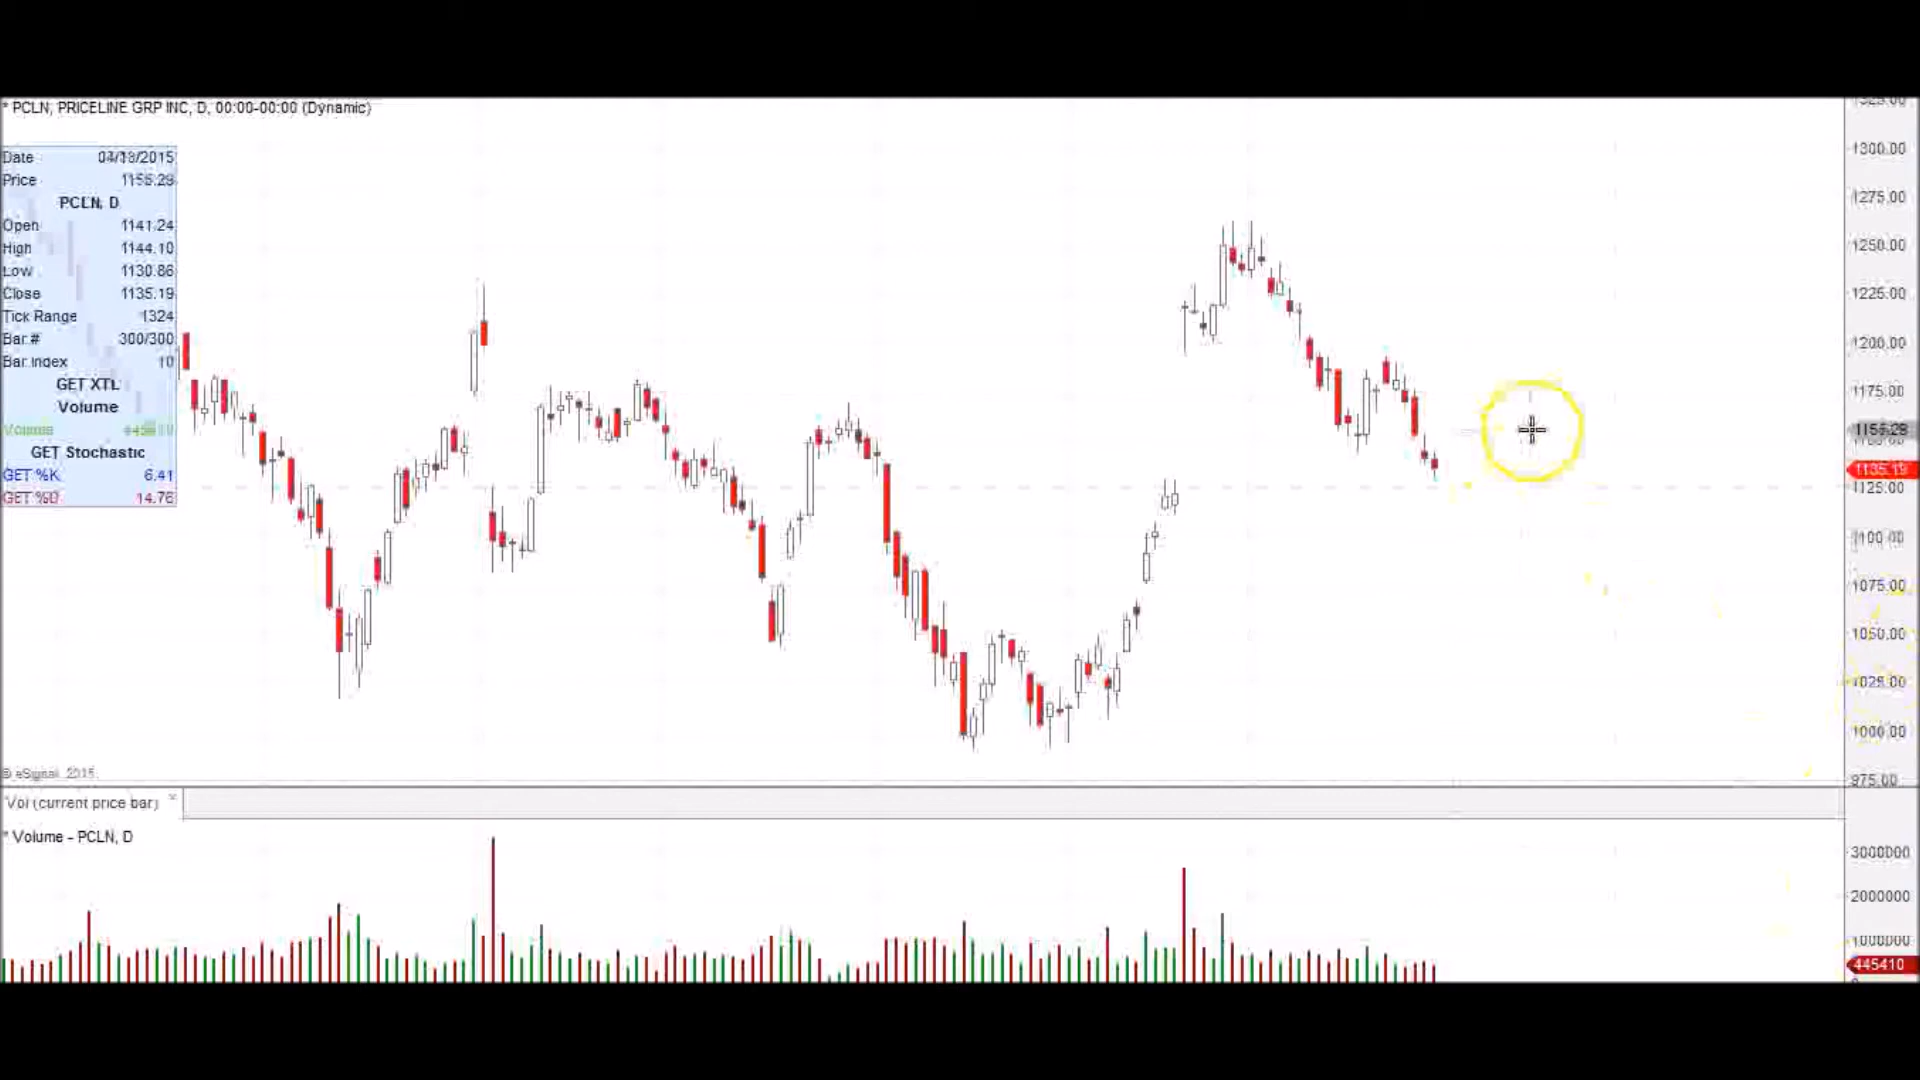 * PCLN, PRICELINE GRP INC, D, 00:00-00:00 (Dynamic)
1325.00
1300.00
Date
Price
PCLN, D
1275.00
Open 1141.24
High 1144.10
1250.00
Low 1130.86
Close 1135.19
1225.00
Tick Range 1324
Bar # 300/300
1200.00
Bar Index 10
GET XTL
1175.00
Volume
Volume
GET Stochastic
GET %K 6.41
1135.19
GET %D 14.76
1125.00
1100.00
1075.00
1050.00
1025.00
1000.00
© eSignal, 2015
975.00
Vol (current price bar) ×
* Volume - PCLN, D
3000000
2000000
1000000
445410